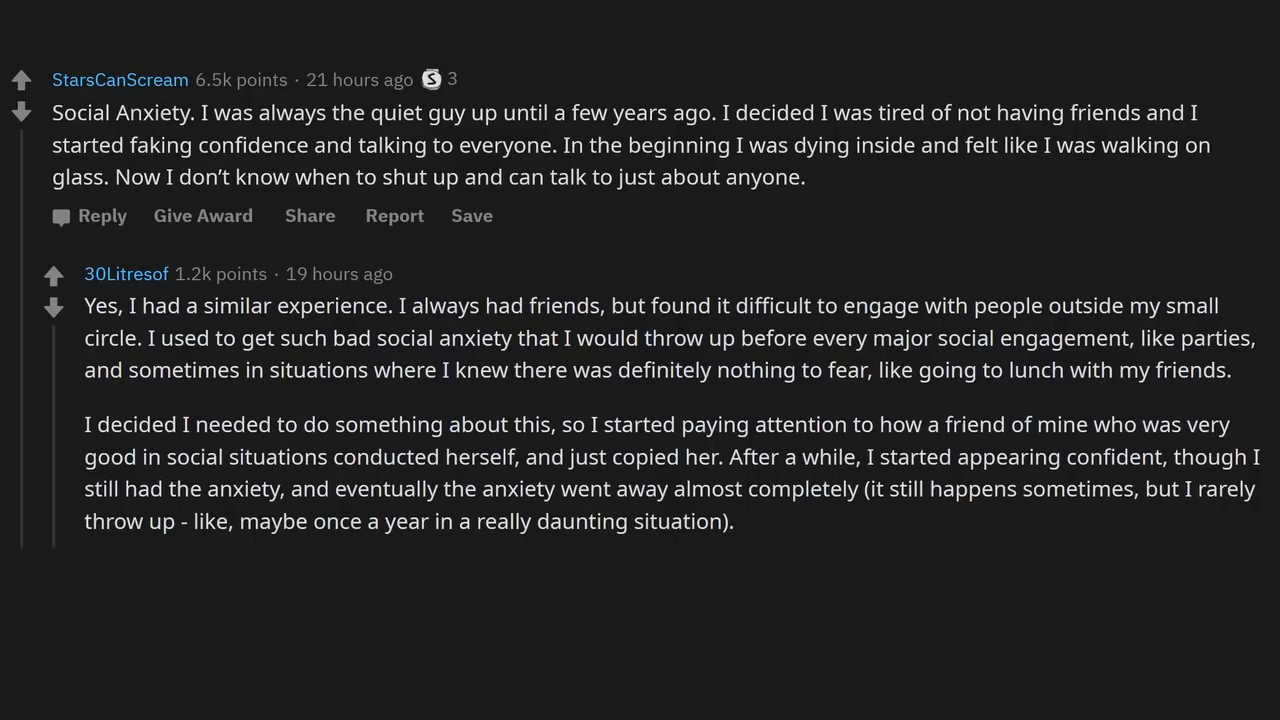 StarsCanScream 6.5k points · 21 hours ago S 3
Social Anxiety. I was always the quiet guy up until a few years ago. I decided I was tired of not having friends and I
started faking confidence and talking to everyone. In the beginning I was dying inside and felt like I was walking on
glass. Now I don’t know when to shut up and can talk to just about anyone.
Reply Give Award Share Report Save
30Litresof 1.2k points · 19 hours ago
Yes, I had a similar experience. I always had friends, but found it difficult to engage with people outside my small
circle. I used to get such bad social anxiety that I would throw up before every major social engagement, like parties,
and sometimes in situations where I knew there was definitely nothing to fear, like going to lunch with my friends.
I decided I needed to do something about this, so I started paying attention to how a friend of mine who was very
good in social situations conducted herself, and just copied her. After a while, I started appearing confident, though I
still had the anxiety, and eventually the anxiety went away almost completely (it still happens sometimes, but I rarely
throw up - like, maybe once a year in a really daunting situation).